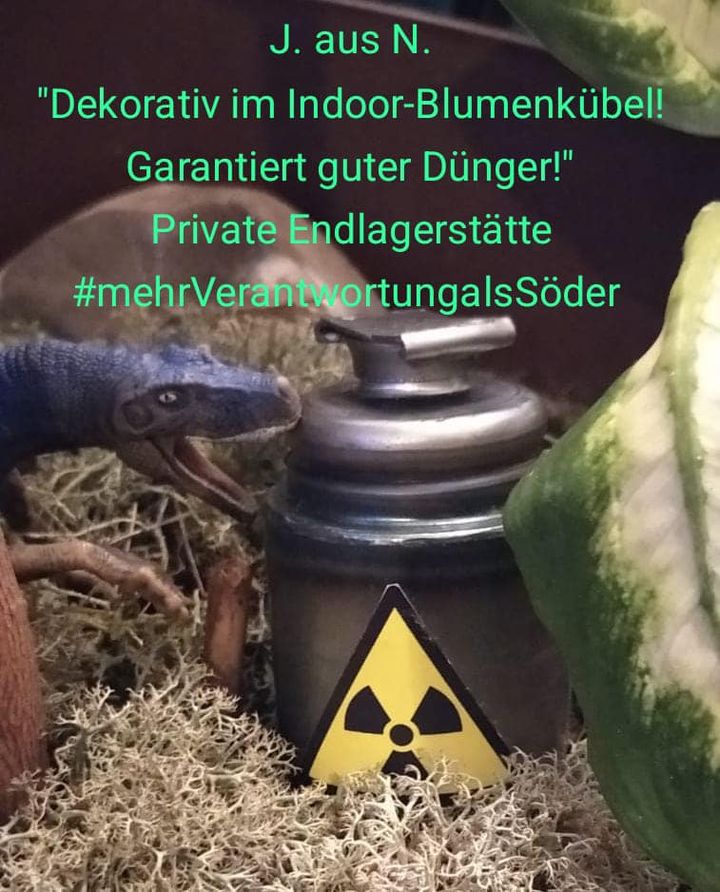 J. aus N.
"Dekorativ im Indoor-Blumenkübel!
Garantiert guter Dünger!"
Private Endlagerstätte
#mehrVerantwortungalsSöder